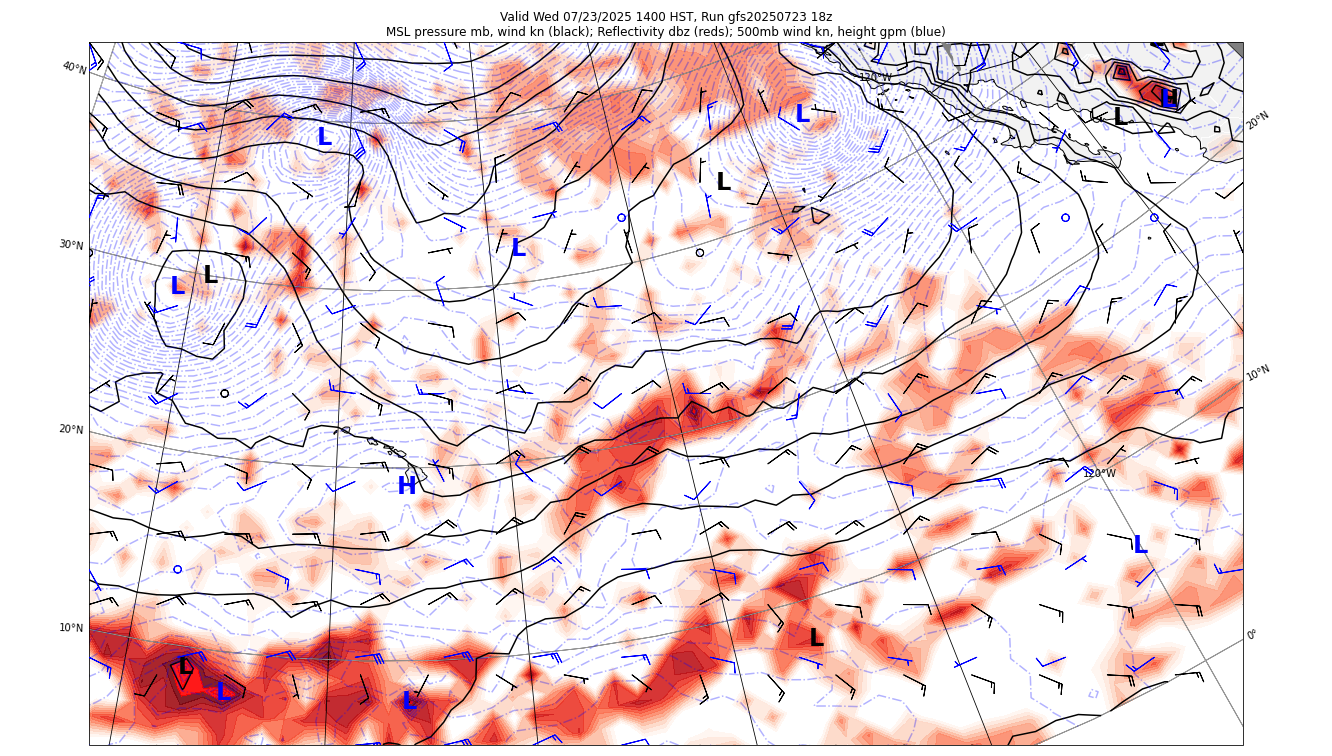 Valid Wed 07/23/2025 1400 HST, Run gfs20250723 18z
MSL pressure mb, wind kn (black); Reflectivity dbz (reds); 500mb wind kn, height gpm (blue)
40°N
130°W
H
L
L
L
20°N
L
L
30°N
L
L
L
10°N
20°N
120°W
H
L
10°N
0°
L
L
L
L